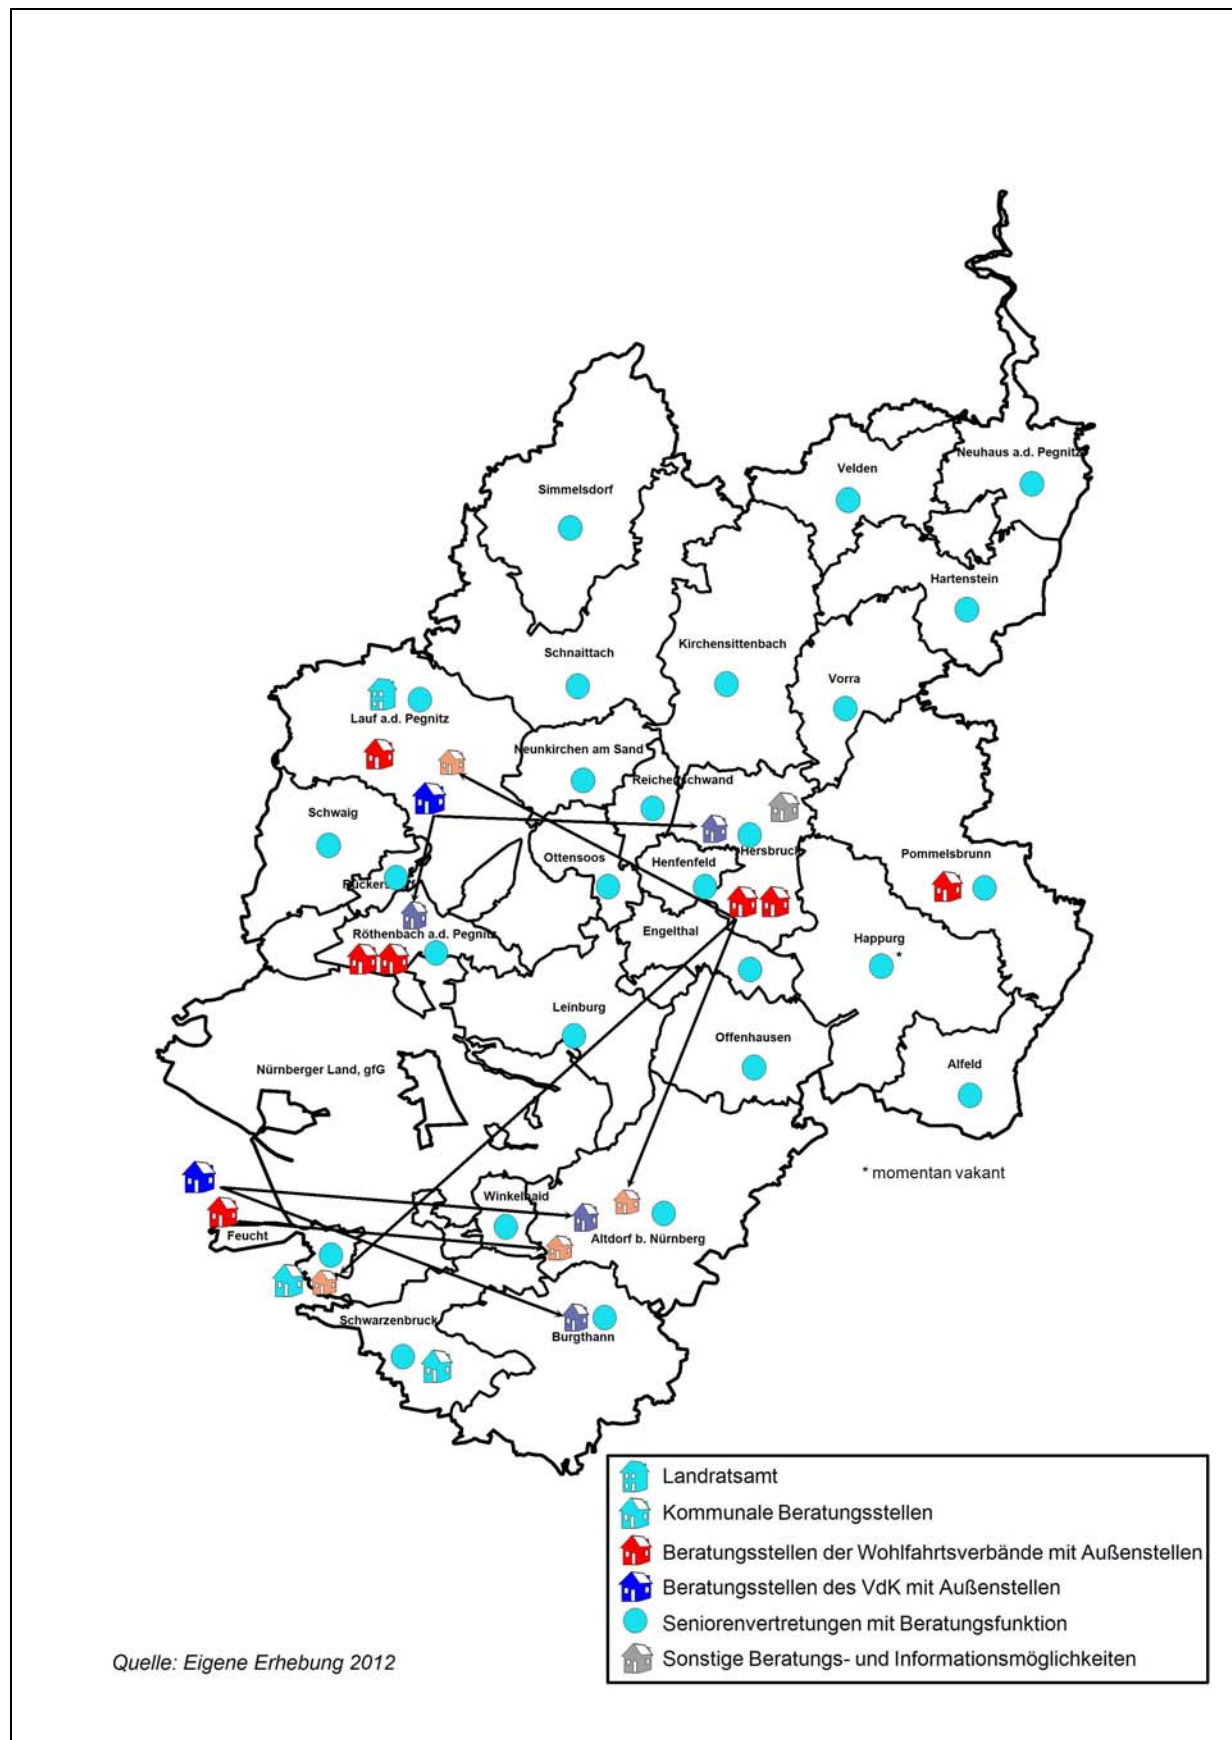 Neuhaus a.d. Pegnitz
Velden
Simmelsdorf
Hartenstein
Kirchensittenbach
Schnaittach
Vorra
Lauf a.d. Pegnitz
Neunkirchen am Sand
Reichenschwand
Schwaig
Hersbruck
Ottensoos
Henfenfeld
Pommelsbrunn
Röthenbach a.d. Pegnitz
Engelthal
Happurg
*
Leinburg
Offenhausen
Nürnberger Land, gfG
Alfeld
* momentan vakant
Winkelhaid
Feucht
Altdorf b. Nürnberg
Schwarzenbruck
Burgthann
Landratsamt
Kommunale Beratungsstellen
Beratungsstellen der Wohlfahrtsverbände mit Außenstellen
Beratungsstellen des VdK mit Außenstellen
Seniorenvertretungen mit Beratungsfunktion
Sonstige Beratungs- und Informationsmöglichkeiten
Quelle: Eigene Erhebung 2012